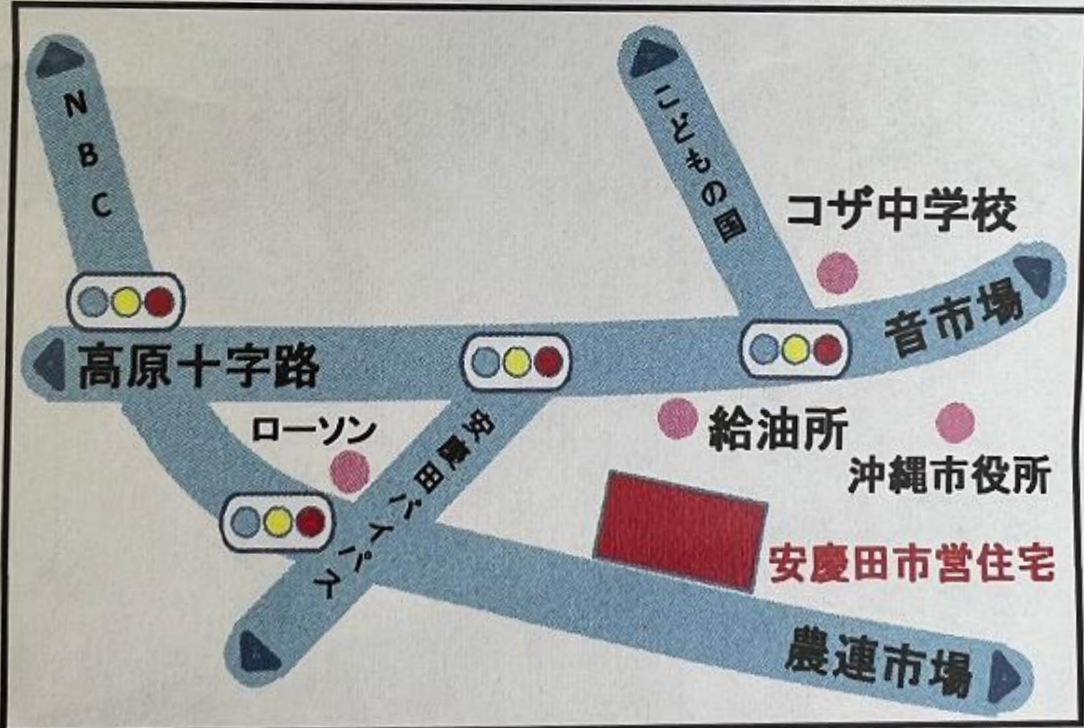 NBC
こどもの国
コザ中学校
音市場
高原十字路
ローソン
安慶田バイパス
給油所
沖縄市役所
安慶田市営住宅
農連市場